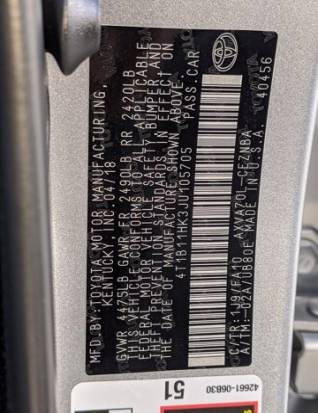 MFD.BY:TOYOTA MOTOR MANUFACTURING,
KENTUCKY, INC. 04/18
GVWR 4475LB GAWR FR 2490LB RR 2420LB
THIS VEHICLE CONFORMS TO ALL APPLICABLE
FEDERAL MOTOR VEHICLE SAFETY, BUMPER AND
THEFT PREVENTION STANDARDS IN EFFECT ON
THE DATE OF MANUFACTURE SHOWN ABOVE.
4T1B11HK3JU105705 PASS.CAR
C/TR:1J9/FA10 AXVA70L-CEZNBA
A/TM:-02A/UB80E MADE IN U.S.A. 40456
51
42661-06B30